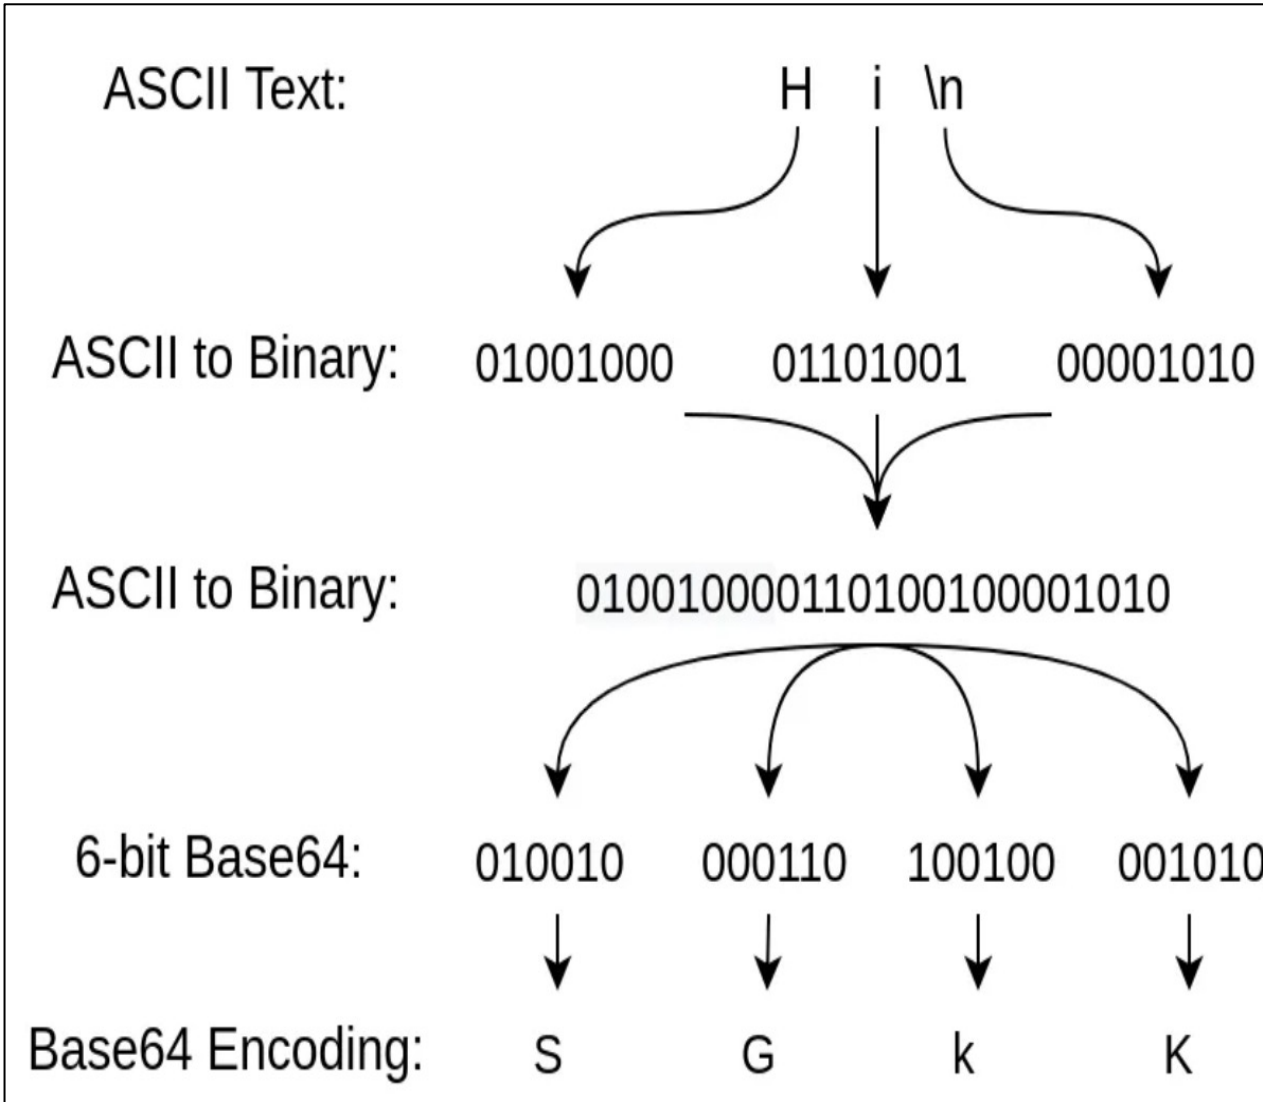 ASCII Text: H i \n
ASCII to Binary: 01001000 01101001 00001010
ASCII to Binary: 010010000110100100001010
6-bit Base64: 010010 000110 100100 001010
Base64 Encoding: S G k K